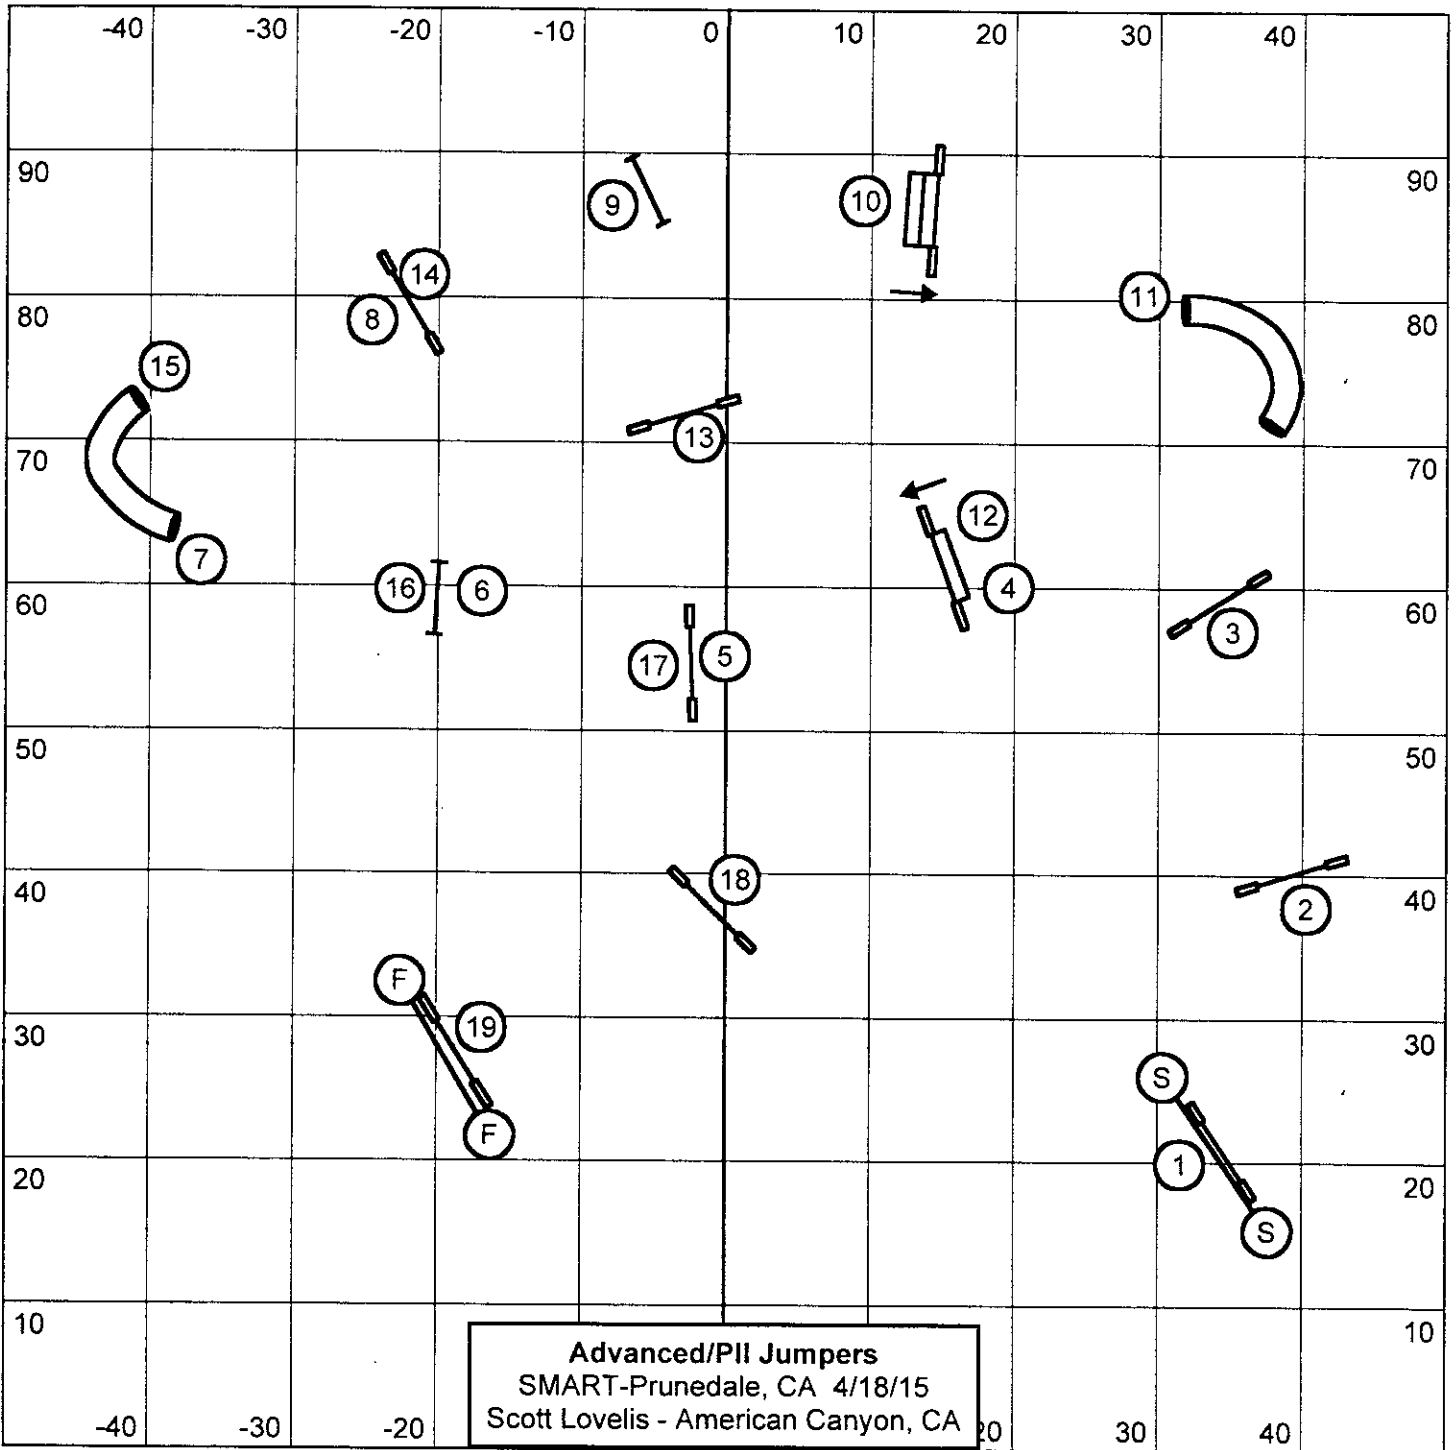 -40 -30 -20 -10 0 10 20 30 40
90 90
9 10
14
8 11
80 80
15
13
70 70
12
7 16 6 4
60 60
17 5 3
50 50
18
40 40
2
F
19
30 30
S
F
1
20 20
S
10 10
Advanced/PII Jumpers
SMART-Prunedale, CA 4/18/15
Scott Lovelis - American Canyon, CA
-40 -30 -20 20 30 40